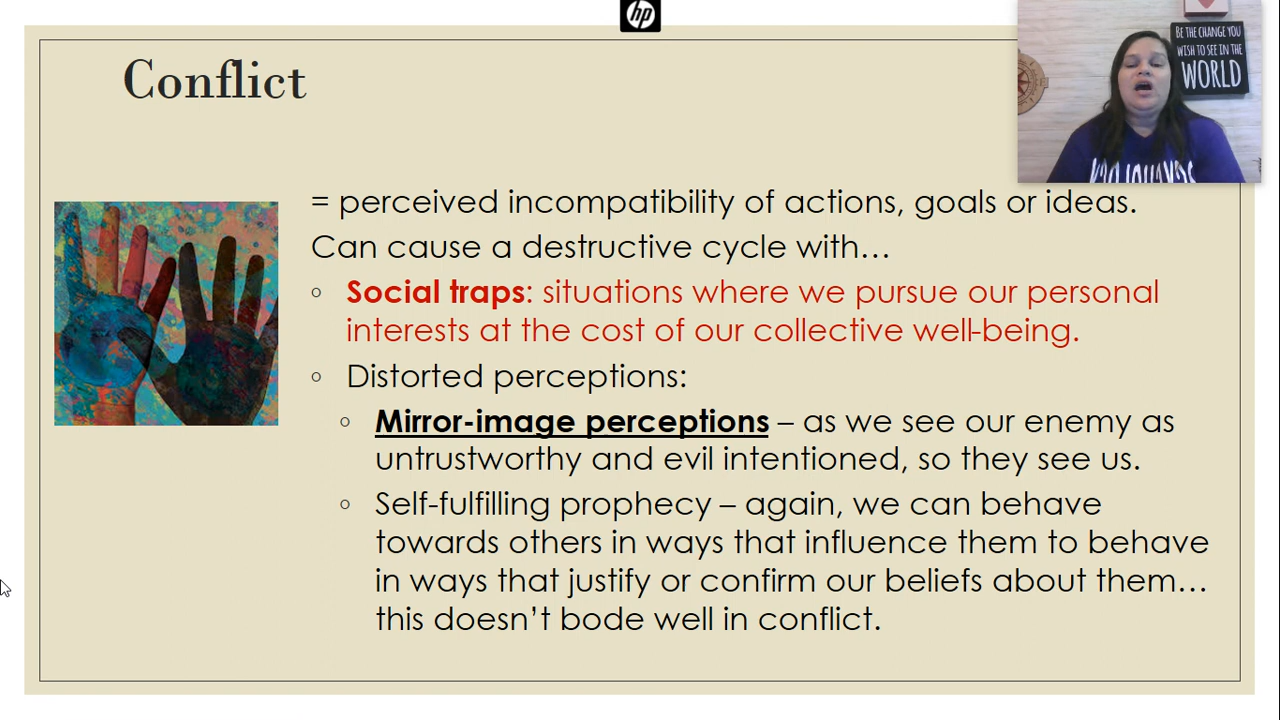 hp
Conflict
BE THE CHANGE YOU
WISH TO SEE IN THE
WORLD
= perceived incompatibility of actions, goals or ideas.
Can cause a destructive cycle with…
◦ Social traps: situations where we pursue our personal
interests at the cost of our collective well-being.
◦ Distorted perceptions:
◦ Mirror-image perceptions – as we see our enemy as
untrustworthy and evil intentioned, so they see us.
◦ Self-fulfilling prophecy – again, we can behave
towards others in ways that influence them to behave
in ways that justify or confirm our beliefs about them…
this doesn’t bode well in conflict.